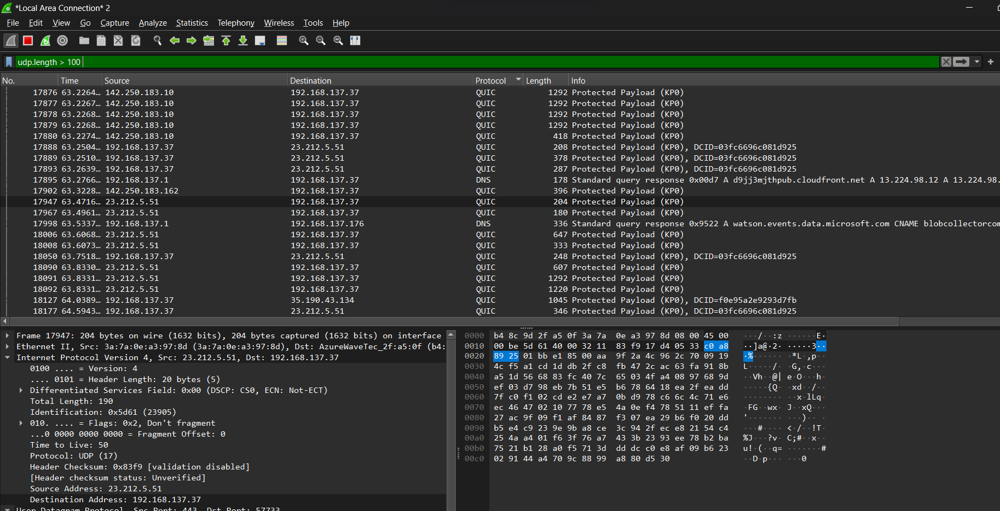 *Local Area Connection* 2
File Edit View Go Capture Analyze Statistics Telephony Wireless Tools Help
udp.length > 100
No. Time Source Destination Protocol Length Info
17876 63.2264… 142.250.183.10 192.168.137.37 QUIC 1292 Protected Payload (KP0)
17877 63.2267… 142.250.183.10 192.168.137.37 QUIC 1292 Protected Payload (KP0)
17878 63.2268… 142.250.183.10 192.168.137.37 QUIC 1292 Protected Payload (KP0)
17879 63.2268… 142.250.183.10 192.168.137.37 QUIC 1292 Protected Payload (KP0)
17880 63.2274… 142.250.183.10 192.168.137.37 QUIC 418 Protected Payload (KP0)
17888 63.2504… 192.168.137.37 23.212.5.51 QUIC 208 Protected Payload (KP0), DCID=03fc6696c081d925
17889 63.2510… 192.168.137.37 23.212.5.51 QUIC 378 Protected Payload (KP0), DCID=03fc6696c081d925
17893 63.2639… 192.168.137.37 23.212.5.51 QUIC 287 Protected Payload (KP0), DCID=03fc6696c081d925
17895 63.2766… 192.168.137.1 192.168.137.37 DNS 178 Standard query response 0x00d7 A d9jj3mjthpub.cloudfront.net A 13.224.98.12 A 13.224.98.
17902 63.3228… 142.250.183.162 192.168.137.37 QUIC 396 Protected Payload (KP0)
17947 63.4716… 23.212.5.51 192.168.137.37 QUIC 204 Protected Payload (KP0)
17967 63.4961… 23.212.5.51 192.168.137.37 QUIC 180 Protected Payload (KP0)
17998 63.5337… 192.168.137.1 192.168.137.176 DNS 336 Standard query response 0x9522 A watson.events.data.microsoft.com CNAME blobcollectorcom
18006 63.6068… 23.212.5.51 192.168.137.37 QUIC 647 Protected Payload (KP0)
18008 63.6073… 23.212.5.51 192.168.137.37 QUIC 333 Protected Payload (KP0)
18050 63.7518… 192.168.137.37 23.212.5.51 QUIC 248 Protected Payload (KP0), DCID=03fc6696c081d925
18090 63.8330… 23.212.5.51 192.168.137.37 QUIC 607 Protected Payload (KP0)
18091 63.8331… 23.212.5.51 192.168.137.37 QUIC 1292 Protected Payload (KP0)
18092 63.8331… 23.212.5.51 192.168.137.37 QUIC 1220 Protected Payload (KP0)
18127 64.0389… 192.168.137.37 35.190.43.134 QUIC 1045 Protected Payload (KP0), DCID=f0e95a2e9293d7fb
18177 64.5943… 192.168.137.37 23.212.5.51 QUIC 346 Protected Payload (KP0), DCID=03fc6696c081d925
Frame 17947: 204 bytes on wire (1632 bits), 204 bytes captured (1632 bits) on interface
Ethernet II, Src: 3a:7a:0e:a3:97:8d (3a:7a:0e:a3:97:8d), Dst: AzureWaveTec_2f:a5:0f (b4:
Internet Protocol Version 4, Src: 23.212.5.51, Dst: 192.168.137.37
0100 .... = Version: 4
.... 0101 = Header Length: 20 bytes (5)
Differentiated Services Field: 0x00 (DSCP: CS0, ECN: Not-ECT)
Total Length: 190
Identification: 0x5d61 (23905)
010. .... = Flags: 0x2, Don't fragment
...0 0000 0000 0000 = Fragment Offset: 0
Time to Live: 50
Protocol: UDP (17)
Header Checksum: 0x83f9 [validation disabled]
[Header checksum status: Unverified]
Source Address: 23.212.5.51
Destination Address: 192.168.137.37
User Datagram Protocol, Src Port: 443, Dst Port: 57733
0000 b4 8c 9d 2f a5 0f 3a 7a 0e a3 97 8d 08 00 45 00 ···/··:z ······E·
0010 00 be 5d 61 40 00 32 11 83 f9 17 d4 05 33 c0 a8 ··]a@·2· ·····3··
0020 89 25 01 bb e1 85 00 aa 9f 2a 4c 96 2c 70 09 19 ·%······ ·*L·,p··
0030 4c f5 a1 cd 1d db 2f c8 fb 47 2c ac 63 fa 91 8b L·····/· ·G,·c···
0040 a5 1d 56 68 83 fc 40 7c 65 03 4f a4 08 97 68 9d ··Vh··@| e·O···h·
0050 ef 03 d7 98 eb 7b 51 e5 b6 78 64 18 ea 2f ea dd ·····{Q· ·xd··/··
0060 7f c0 f1 02 cd e2 e7 a7 0b d9 78 c6 6c 4c 71 e6 ········ ··x·lLq·
0070 ec 46 47 02 10 77 78 e5 4a 0e f4 78 51 11 ef fa ·FG··wx· J··xQ···
0080 27 ac 9f 09 f1 af 84 87 f3 07 ea 29 b6 f0 20 dd '······· ···)·· ·
0090 b5 e4 c9 23 9e 9b a8 ce 3c 94 2f ec e8 21 54 c4 ···#···· <·/··!T·
00a0 25 4a a4 01 f6 3f 76 a7 43 3b 23 93 ee 78 b2 ba %J···?v· C;#··x··
00b0 75 21 b1 28 a0 f5 71 3d dd dc c0 e8 af 09 b6 23 u!·(··q= ·······#
00c0 02 91 44 a4 70 9c 88 99 a8 80 d5 30 ··D·p··· ···0